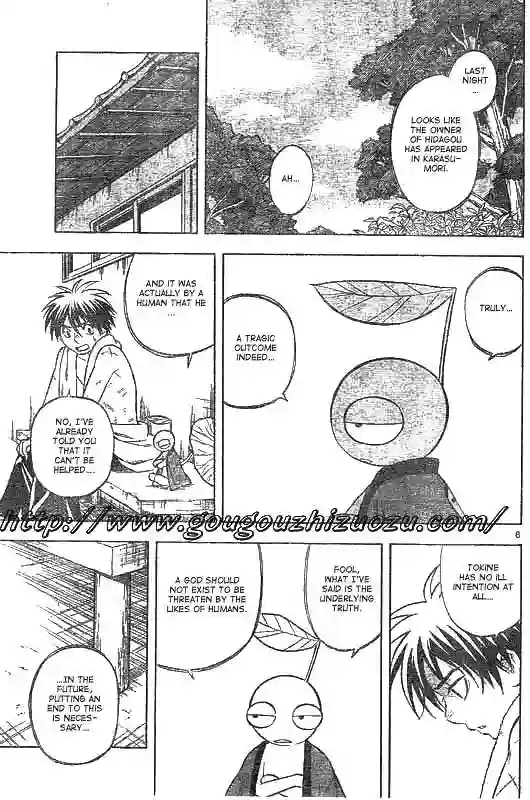 LAST
NIGHT
...
LOOKS LIKE
THE OWNER
OF HIDAGOU
HAS APPEARED
IN KARASU-
MORI.
AH...
TRULY...
A TRAGIC
OUTCOME
INDEED...
AND IT WAS
ACTUALLY BY A
HUMAN THAT HE
...
NO, I'VE
ALREADY
TOLD YOU
THAT IT
CAN'T BE
HELPED....
http://www.gougouzhizuozu.com/
6
TOKINE
HAS NO ILL
INTENTION AT
ALL...
FOOL,
WHAT I'VE
SAID IS THE
UNDERLYING
TRUTH.
A GOD SHOULD
NOT EXIST TO BE
THREATEN BY THE
LIKES OF HUMANS.
....IN THE
FUTURE,
PUTTING AN
END TO THIS
IS NECES-
SARY...